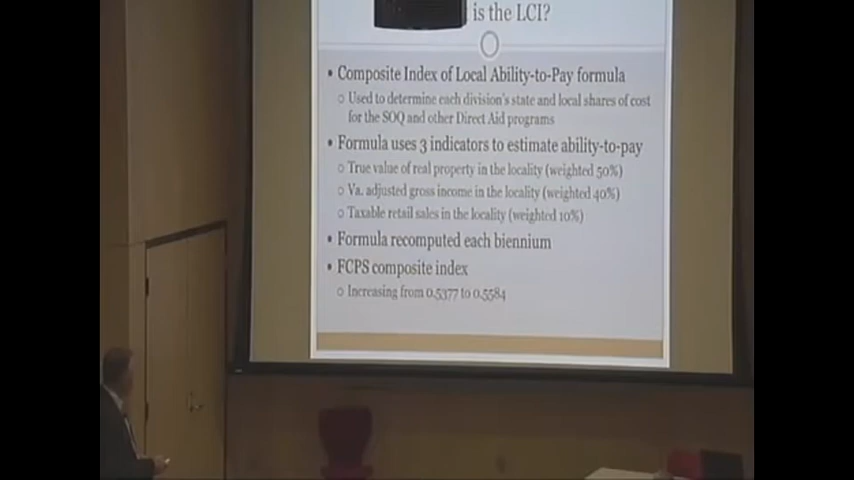 is the LCI?
• Composite Index of Local Ability-to-Pay formula
○ Used to determine each division's state and local shares of cost
for the SOQ and other Direct Aid programs
• Formula uses 3 indicators to estimate ability-to-pay
○ True value of real property in the locality (weighted 50%)
○ Va. adjusted gross income in the locality (weighted 40%)
○ Taxable retail sales in the locality (weighted 10%)
• Formula recomputed each biennium
• FCPS composite index
○ Increasing from 0.5377 to 0.5584